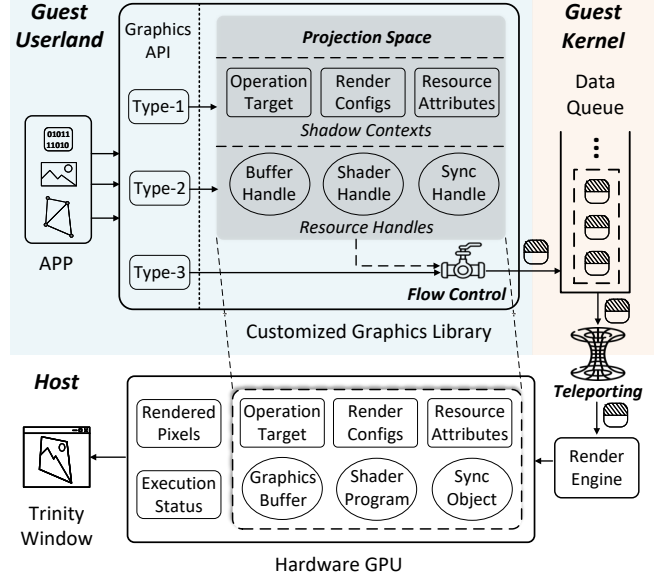 Guest
Userland
Graphics
API
Projection Space
Guest
Kernel
Operation
Target
Render
Configs
Resource
Attributes
Shadow Contexts
Type-1
Data
Queue
01011
11010
APP
Type-2
Buffer
Handle
Shader
Handle
Sync
Handle
Resource Handles
Type-3
Flow Control
Customized Graphics Library
Teleporting
Host
Rendered
Pixels
Execution
Status
Operation
Target
Render
Configs
Resource
Attributes
Graphics
Buffer
Shader
Program
Sync
Object
Render
Engine
Trinity
Window
Hardware GPU